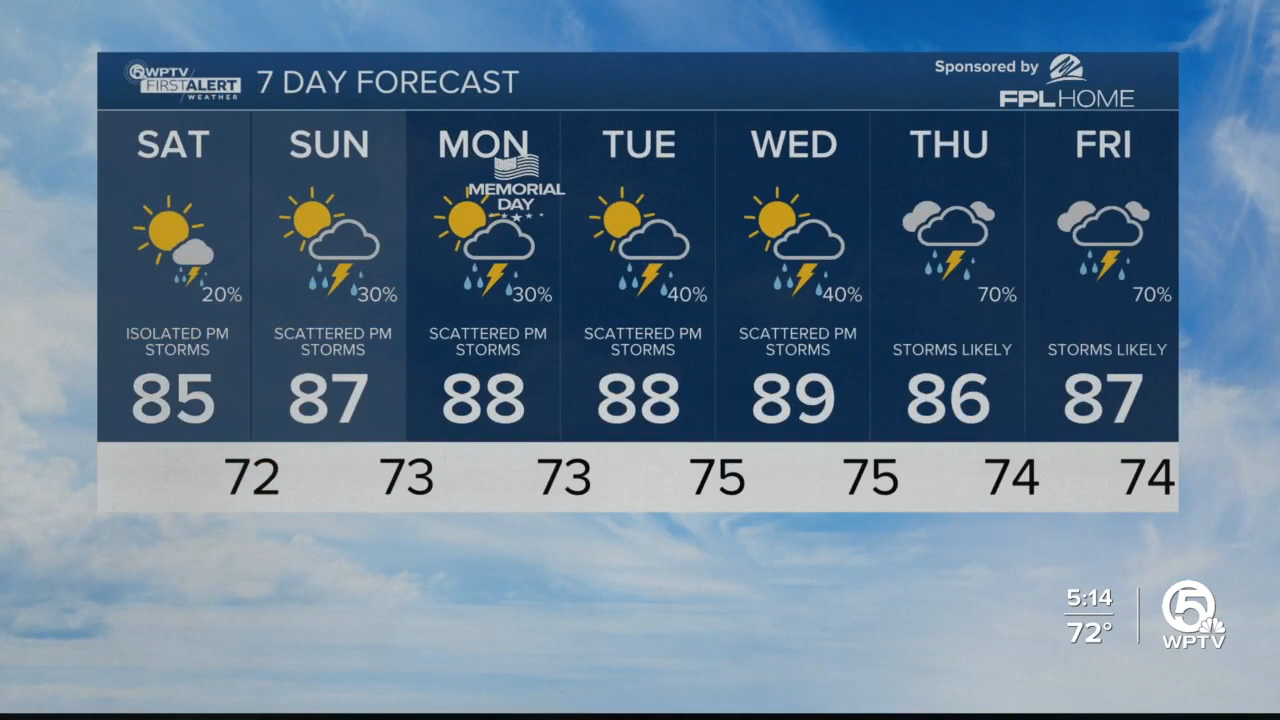 WPTV
FIRST ALERT
WEATHER
7 DAY FORECAST
Sponsored by
FPL HOME
SAT
SUN
MON
TUE
WED
THU
FRI
MEMORIAL
DAY
20%
30%
30%
40%
40%
70%
70%
ISOLATED PM
STORMS
SCATTERED PM
STORMS
SCATTERED PM
STORMS
SCATTERED PM
STORMS
SCATTERED PM
STORMS
STORMS LIKELY
STORMS LIKELY
85
87
88
88
89
86
87
72
73
73
75
75
74
74
5:14
72°
5
WPTV